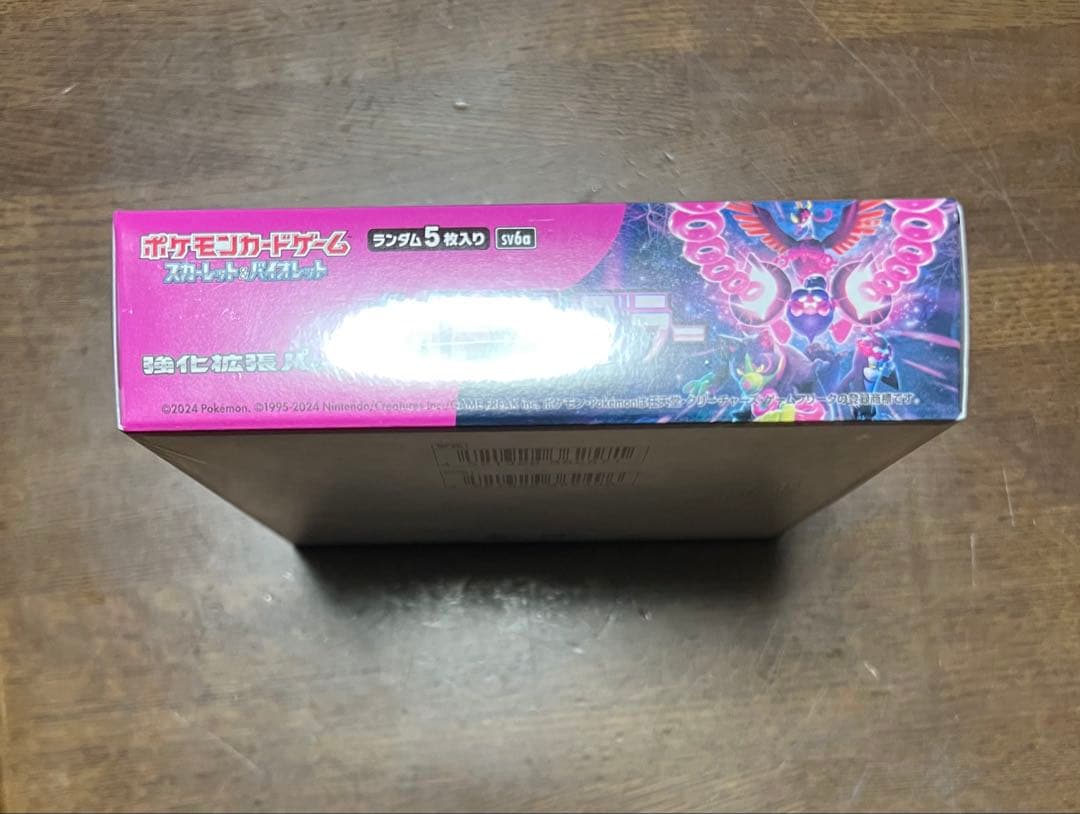 ポケモンカードゲーム
スカーレット&バイオレット
ランダム5枚入り sv6a
強化拡張パ
ラー
©2024 Pokémon. ©1995-2024 Nintendo/Creatures Inc./GAME FREAK inc. ポケモン・Pokémonは任天堂・クリーチャーズ・ゲームフリークの登録商標です。